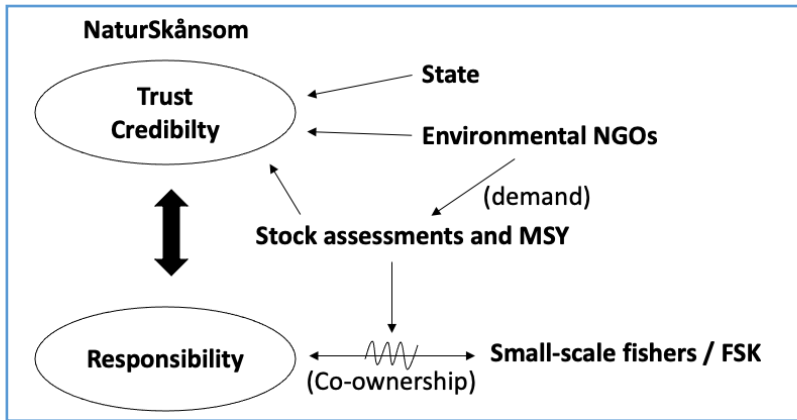 NaturSkånsom
State
Trust
Credibilty
Environmental NGOs
(demand)
Stock assessments and MSY
Responsibility
Small-scale fishers / FSK
(Co-ownership)